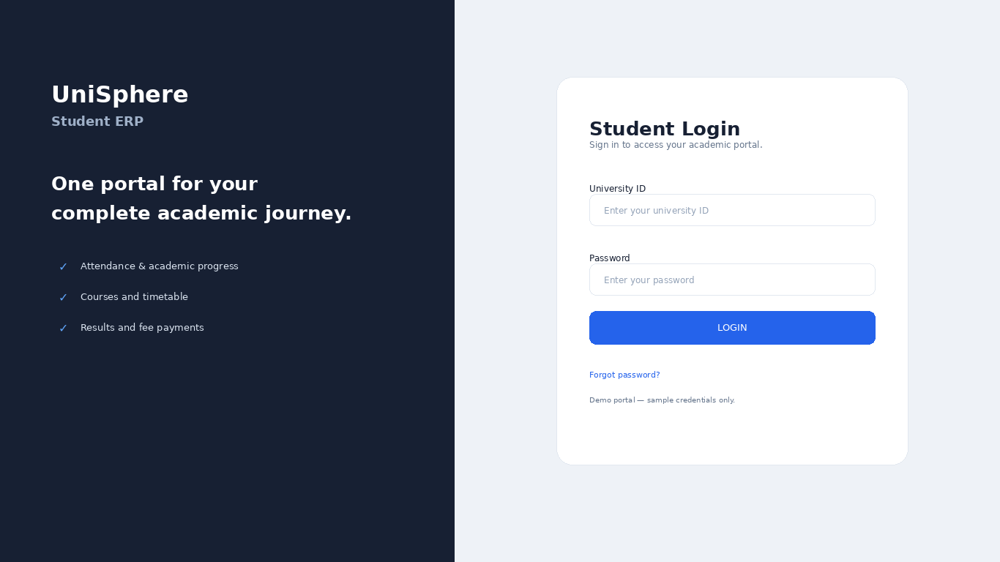 UniSphere
Student ERP
One portal for your
complete academic journey.
✓ Attendance & academic progress
✓ Courses and timetable
✓ Results and fee payments
Student Login
Sign in to access your academic portal.
University ID
Enter your university ID
Password
Enter your password
LOGIN
Forgot password?
Demo portal — sample credentials only.